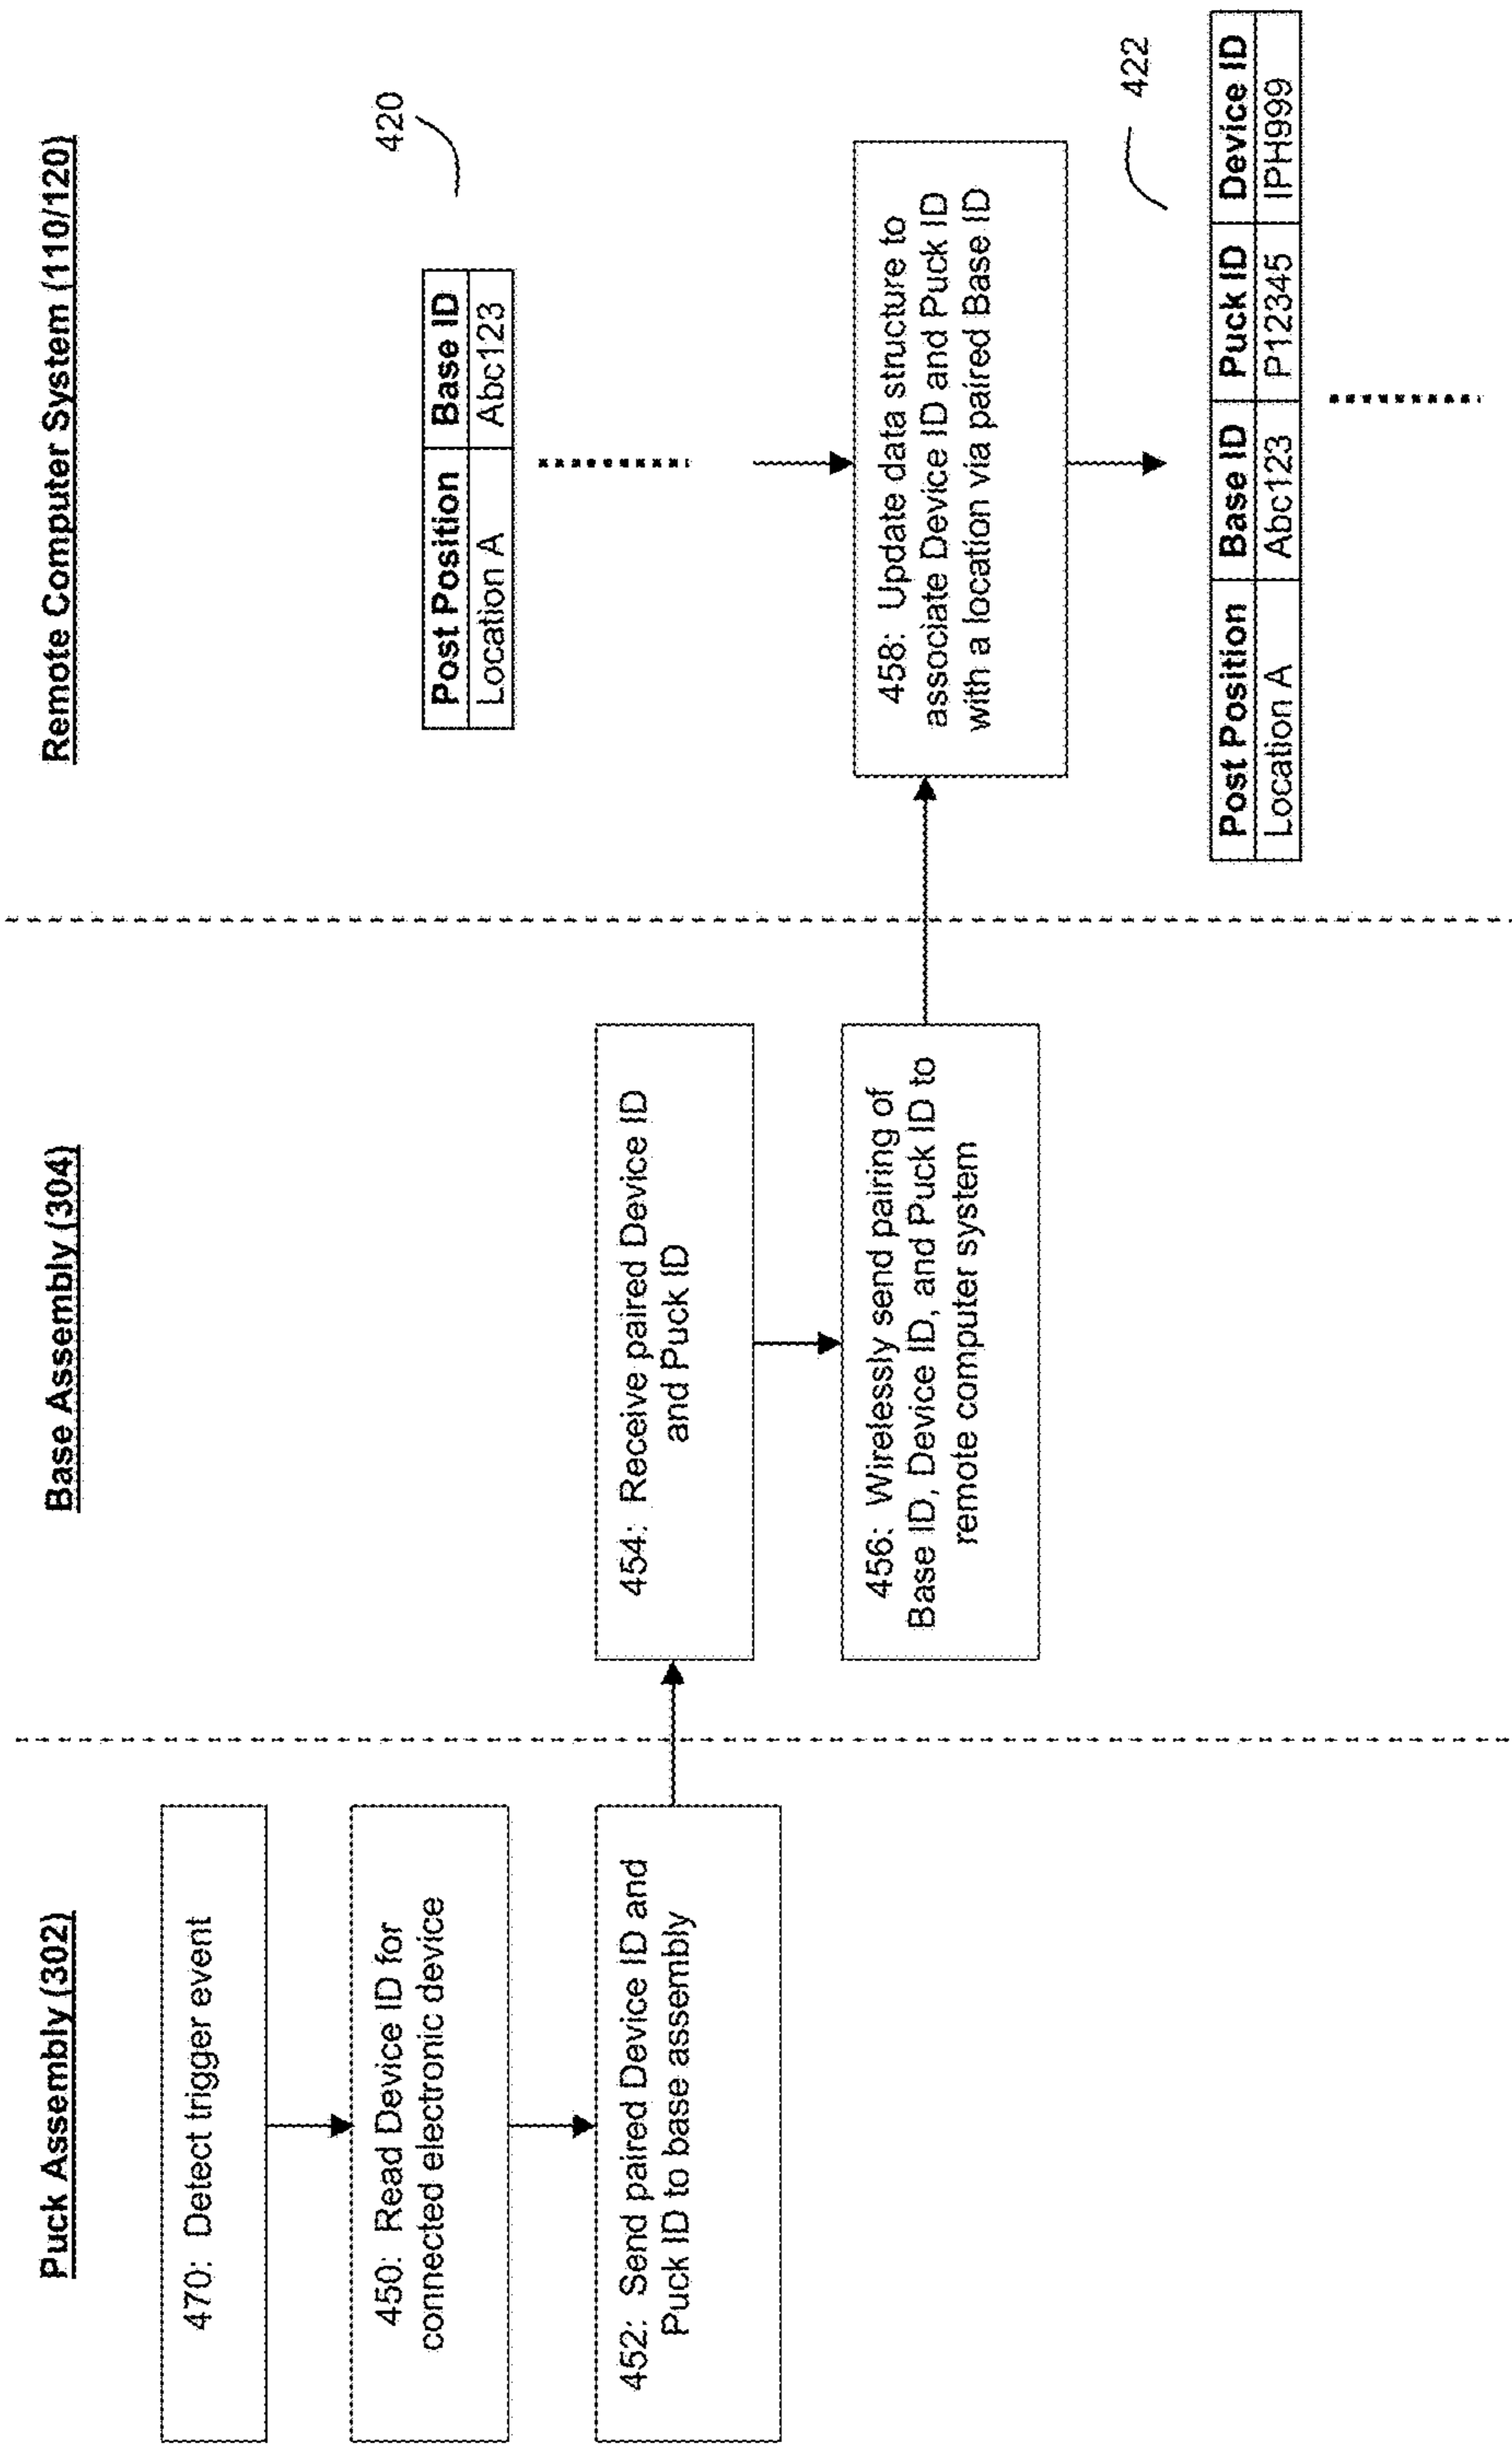 Puck Assembly (302)
470: Detect trigger event
450: Read Device ID for
connected electronic device
452: Send paired Device ID and
Puck ID to base assembly
Base Assembly (304)
454: Receive paired Device ID
and Puck ID
456: Wirelessly send pairing of
Base ID, Device ID, and Puck ID to
remote computer system
Remote Computer System (110/120)
420
Post Position Base ID
Location A Abc123
458: Update data structure to
associate Device ID and Puck ID
with a location via paired Base ID
422
Post Position Base ID Puck ID Device ID
Location A Abc123 P12345 IPH999